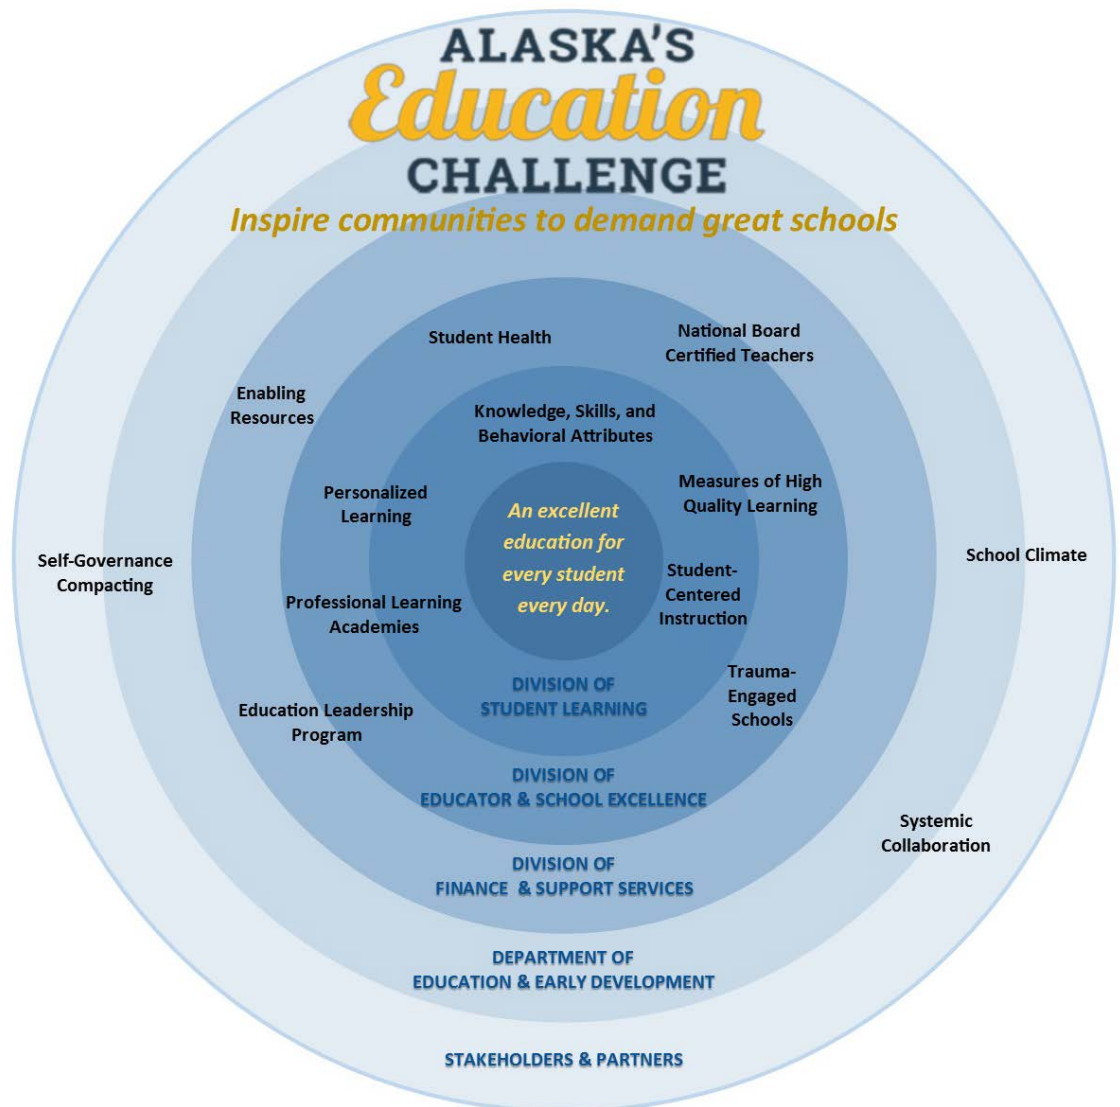 ALASKA'S
Education
CHALLENGE
Inspire communities to demand great schools
Student Health
National Board
Certified Teachers
Enabling
Resources
Knowledge, Skills, and
Behavioral Attributes
Personalized
Learning
Measures of High
Quality Learning
An excellent
education for
every student
every day.
Self-Governance
Compacting
School Climate
Student-
Centered
Instruction
Professional Learning
Academies
Trauma-
Engaged
Schools
Education Leadership
Program
DIVISION OF
STUDENT LEARNING
DIVISION OF
EDUCATOR & SCHOOL EXCELLENCE
Systemic
Collaboration
DIVISION OF
FINANCE & SUPPORT SERVICES
DEPARTMENT OF
EDUCATION & EARLY DEVELOPMENT
STAKEHOLDERS & PARTNERS